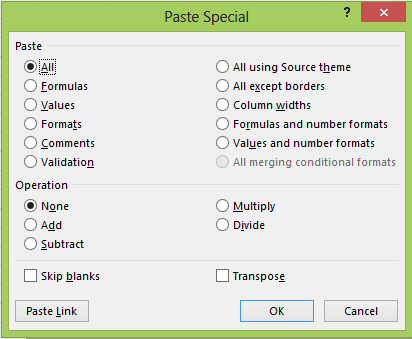 Paste Special
?
Paste
All
Formulas
Values
Formats
Comments
Validation
All using Source theme
All except borders
Column widths
Formulas and number formats
Values and number formats
All merging conditional formats
Operation
None
Add
Subtract
Multiply
Divide
Skip blanks
Transpose
Paste Link
OK
Cancel